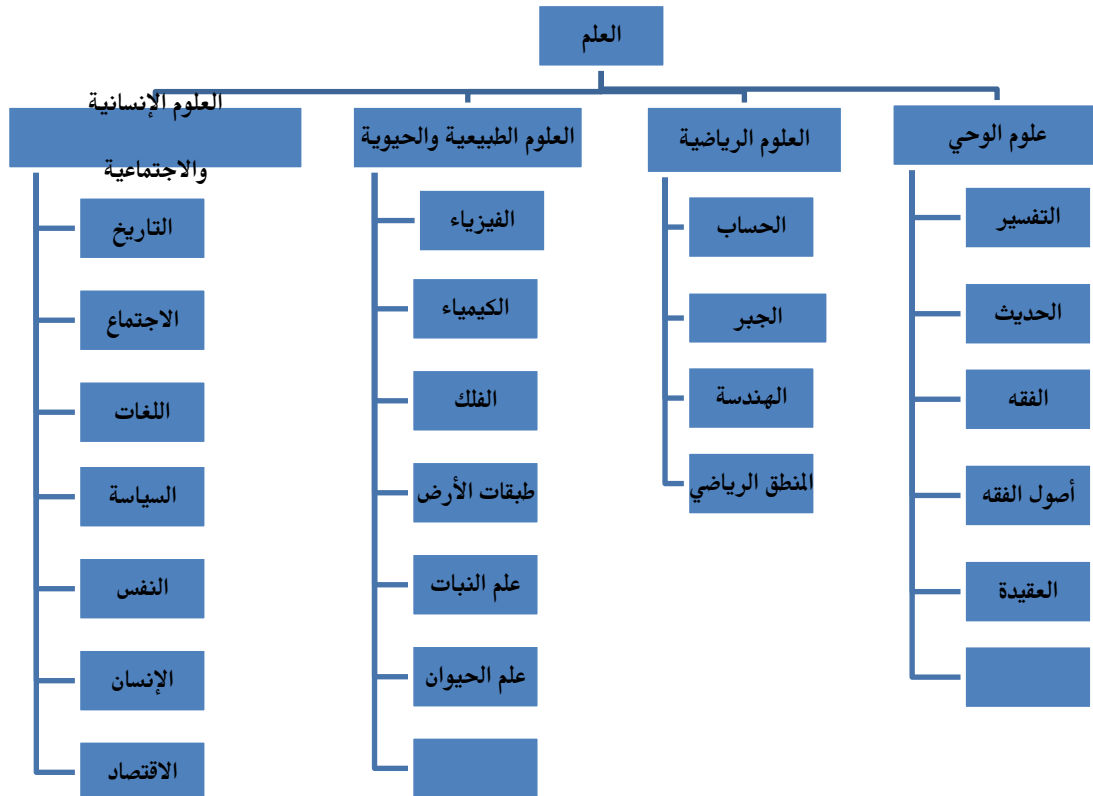 العلم
علوم الوحي
التفسير
الحديث
الفقه
أصول الفقه
العقيدة
العلوم الرياضية
الحساب
الجبر
الهندسة
المنطق الرياضي
العلوم الطبيعية والحيوية
الفيزياء
الكيمياء
الفلك
طبقات الأرض
علم النبات
علم الحيوان
العلوم الإنسانية
والاجتماعية
التاريخ
الاجتماع
اللغات
السياسة
النفس
الإنسان
الاقتصاد